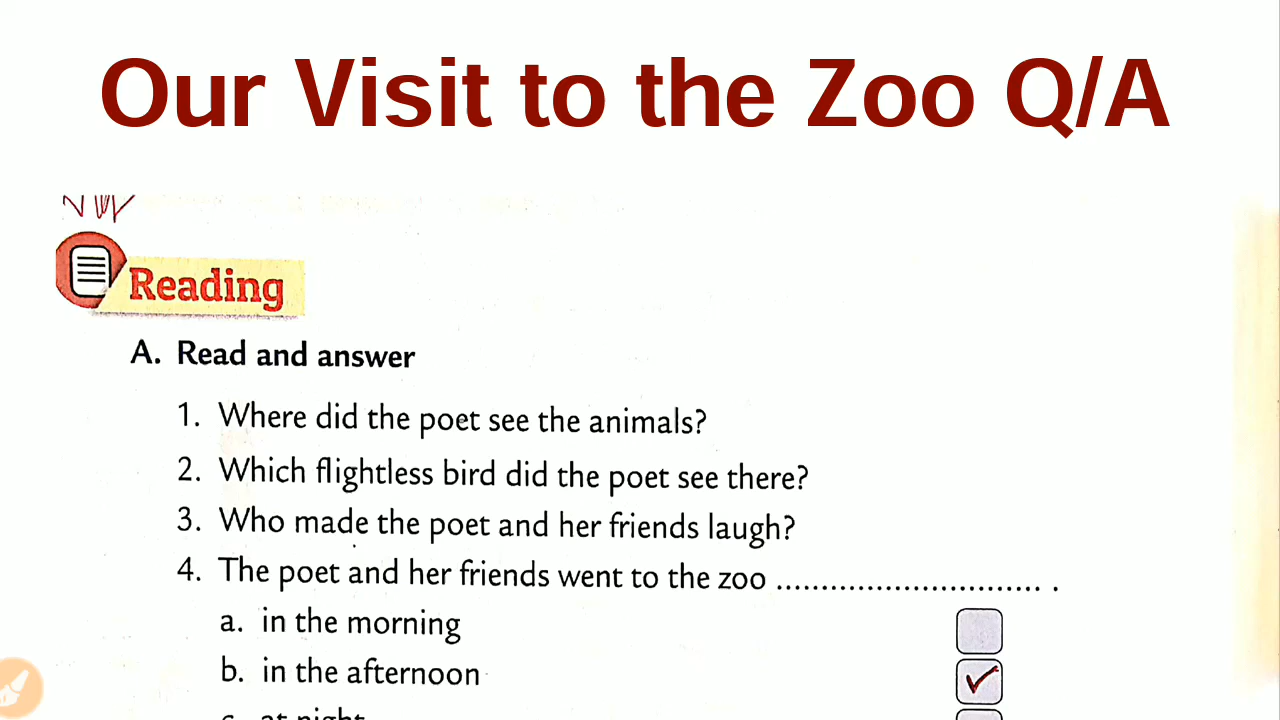 Our Visit to the Zoo Q/A
Reading
A. Read and answer
1. Where did the poet see the animals?
2. Which flightless bird did the poet see there?
3. Who made the poet and her friends laugh?
4. The poet and her friends went to the zoo .............................. .
a. in the morning
b. in the afternoon
c. at night